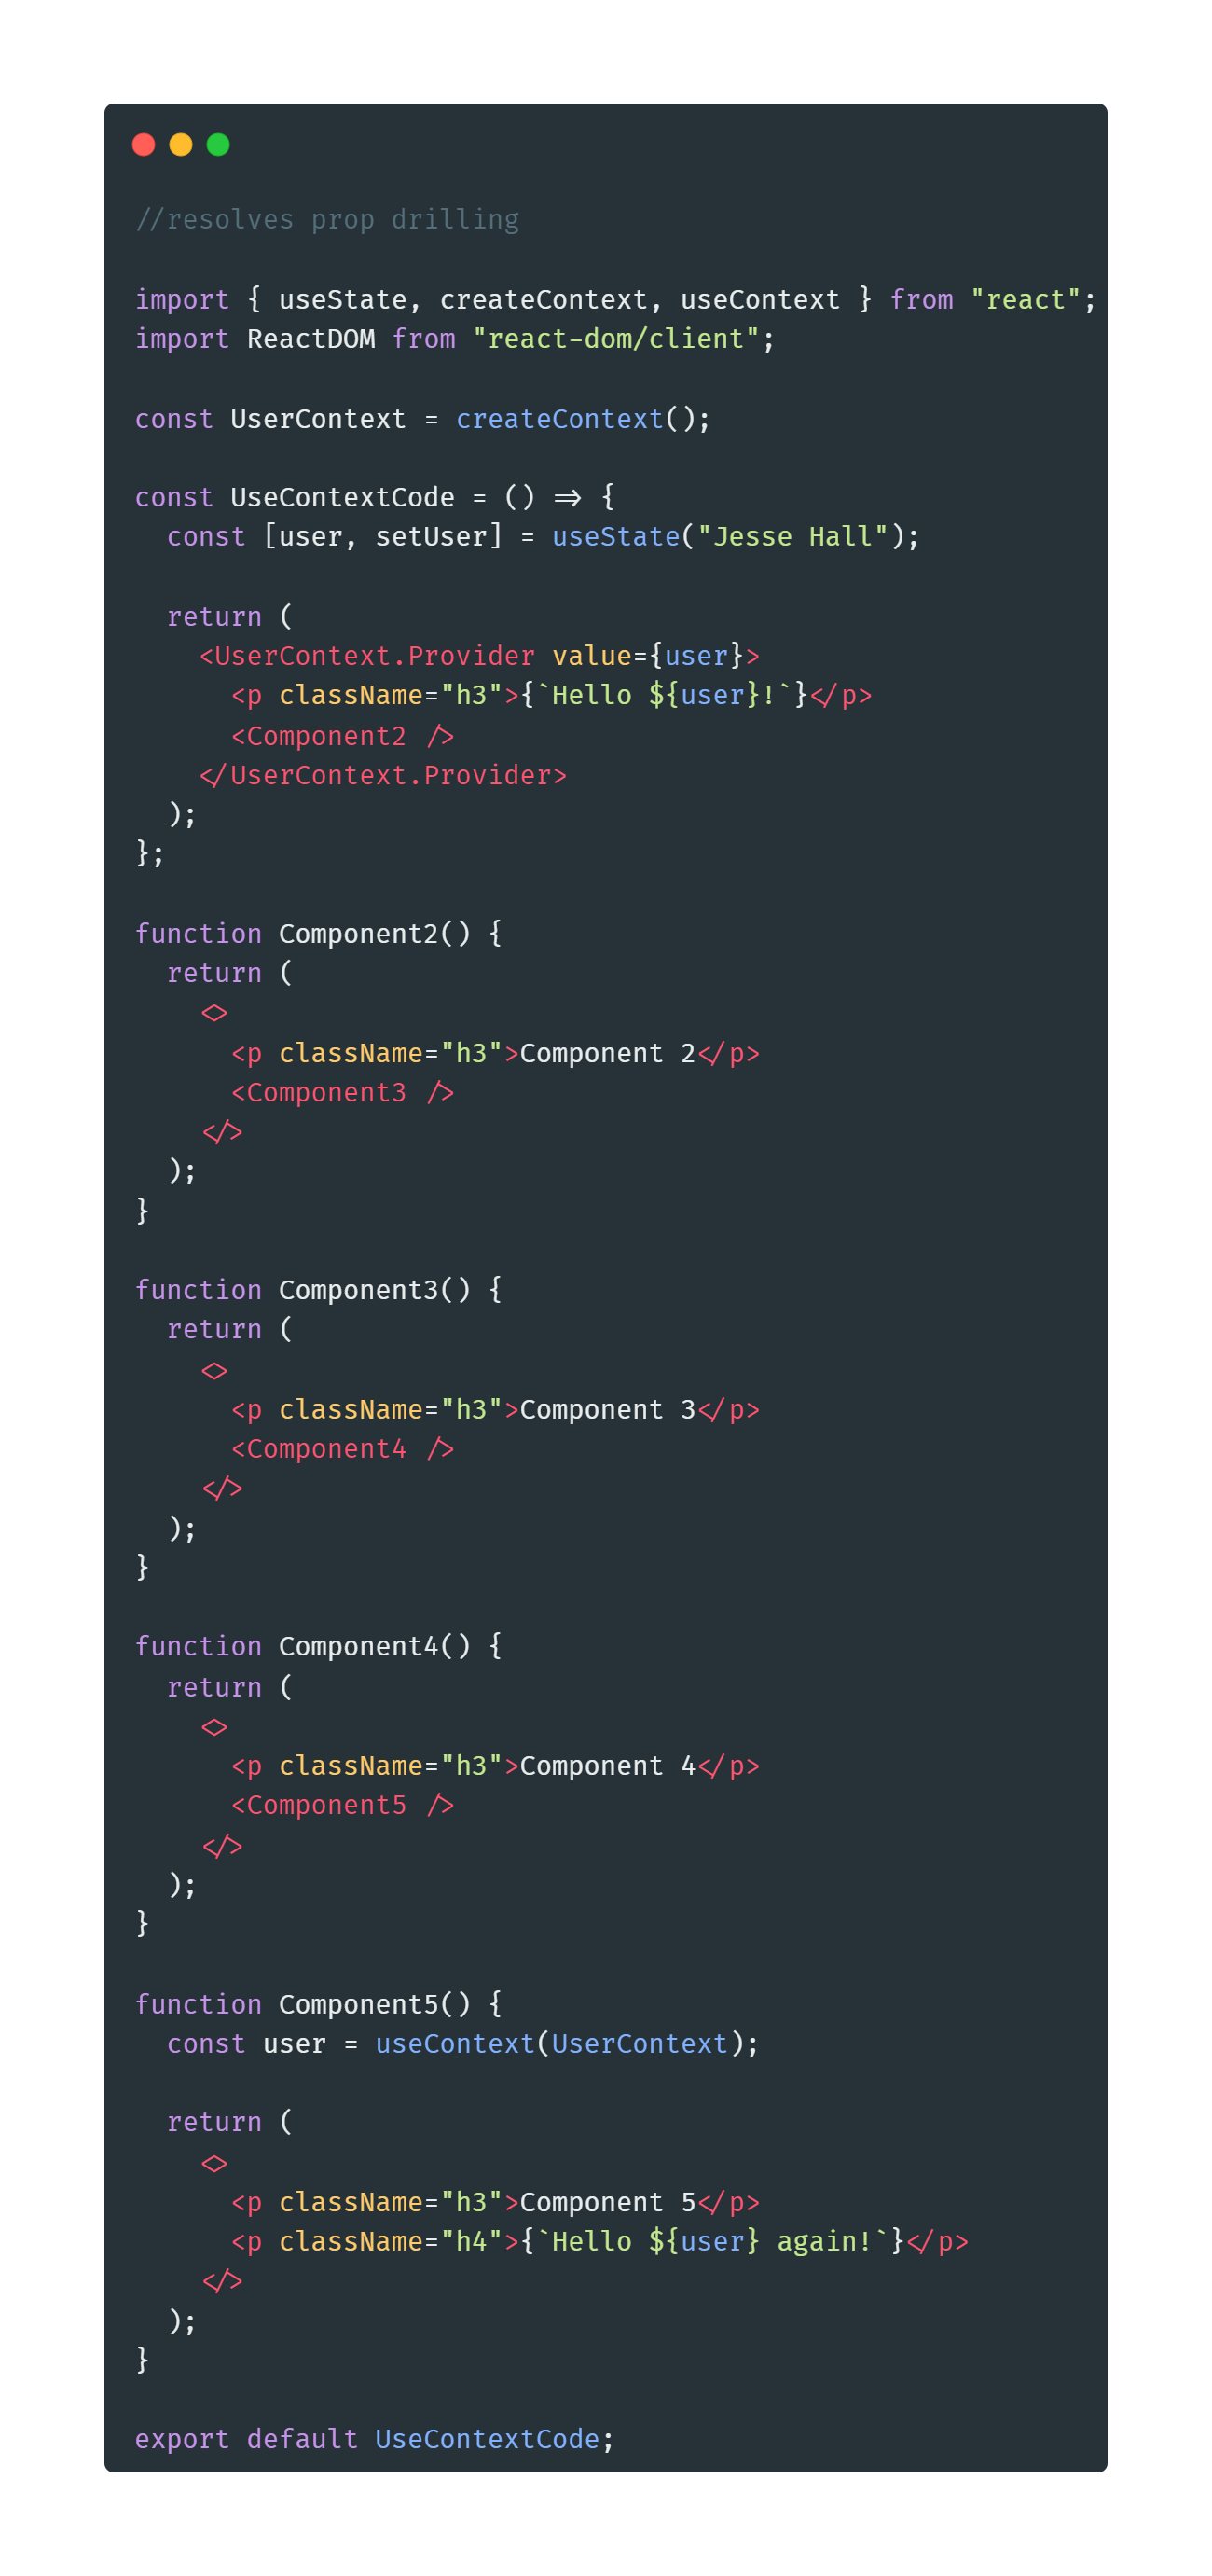 //resolves prop drilling

import { useState, createContext, useContext } from "react";
import ReactDOM from "react-dom/client";

const UserContext = createContext();

const UseContextCode = () => {
  const [user, setUser] = useState("Jesse Hall");

  return (
    <UserContext.Provider value={user}>
      <p className="h3">{`Hello ${user}!`}</p>
      <Component2 />
    </UserContext.Provider>
  );
};

function Component2() {
  return (
    <>
      <p className="h3">Component 2</p>
      <Component3 />
    </>
  );
}

function Component3() {
  return (
    <>
      <p className="h3">Component 3</p>
      <Component4 />
    </>
  );
}

function Component4() {
  return (
    <>
      <p className="h3">Component 4</p>
      <Component5 />
    </>
  );
}

function Component5() {
  const user = useContext(UserContext);

  return (
    <>
      <p className="h3">Component 5</p>
      <p className="h4">{`Hello ${user} again!`}</p>
    </>
  );
}

export default UseContextCode;